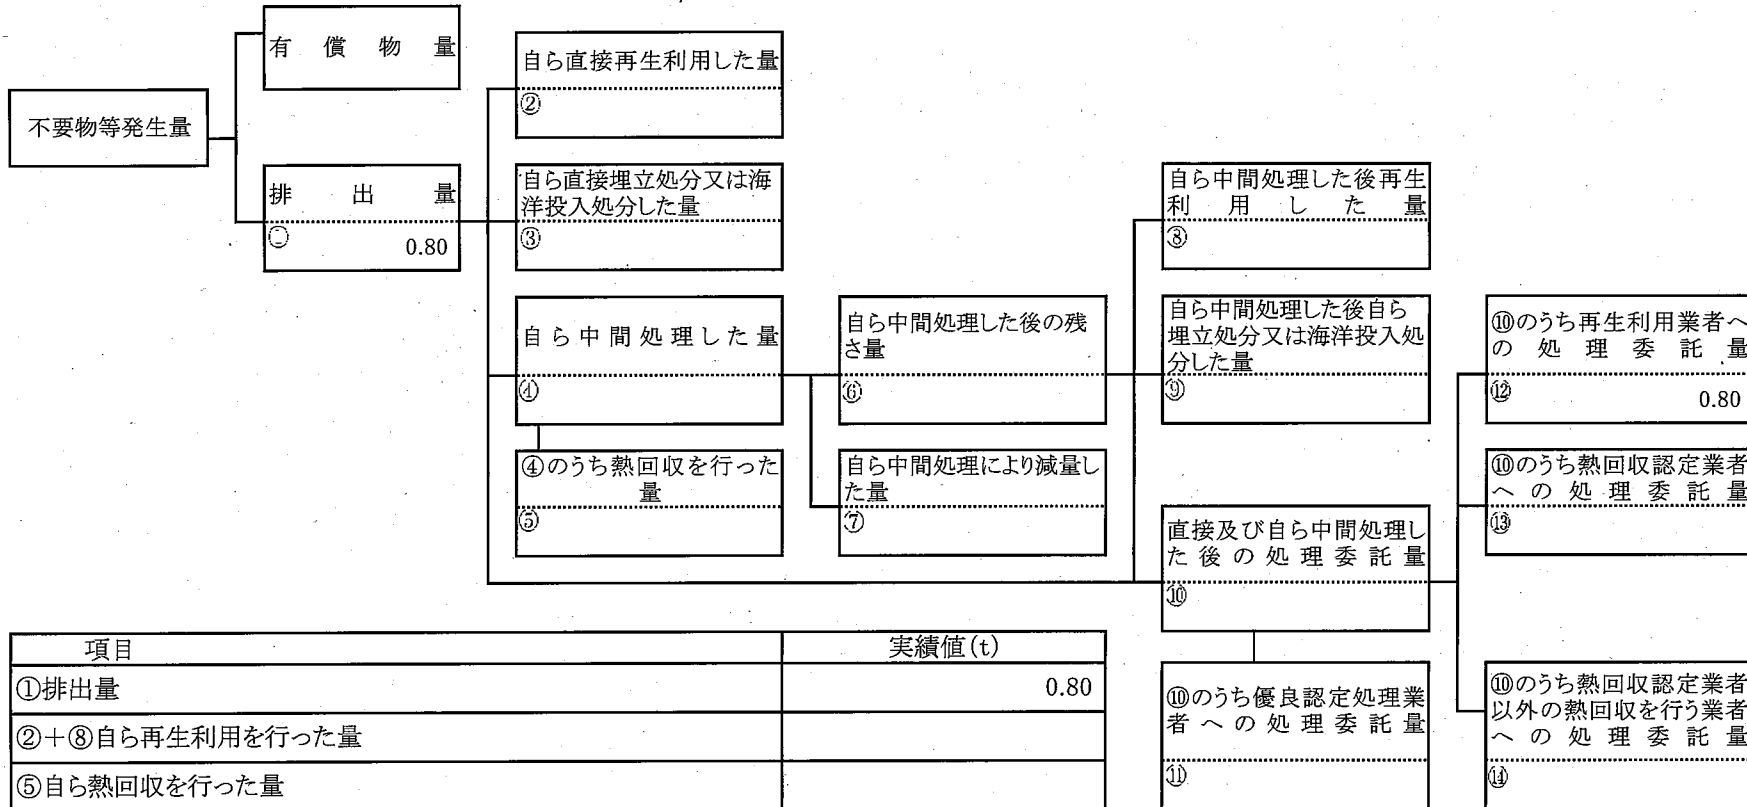 有償物量
不要物等発生量
排出量
①
0.80
自ら直接再生利用した量
②
自ら直接埋立処分又は海
洋投入処分した量
③
自ら中間処理した量
④
④のうち熱回収を行った
量
⑤
自ら中間処理した後の残
さ量
⑥
自ら中間処理により減量し
た量
⑦
自ら中間処理した後再生
利用した量
⑧
自ら中間処理した後自ら
埋立処分又は海洋投入処
分した量
⑨
直接及び自ら中間処理し
た後の処理委託量
⑩
⑩のうち優良認定処理業
者への処理委託量
⑪
⑩のうち再生利用業者へ
の処理委託量
⑫
0.80
⑩のうち熱回収認定業者
への処理委託量
⑬
⑩のうち熱回収認定業者
以外の熱回収を行う業者
への処理委託量
⑭
項目 実績値(t)
①排出量 0.80
②+⑧自ら再生利用を行った量
⑤自ら熱回収を行った量